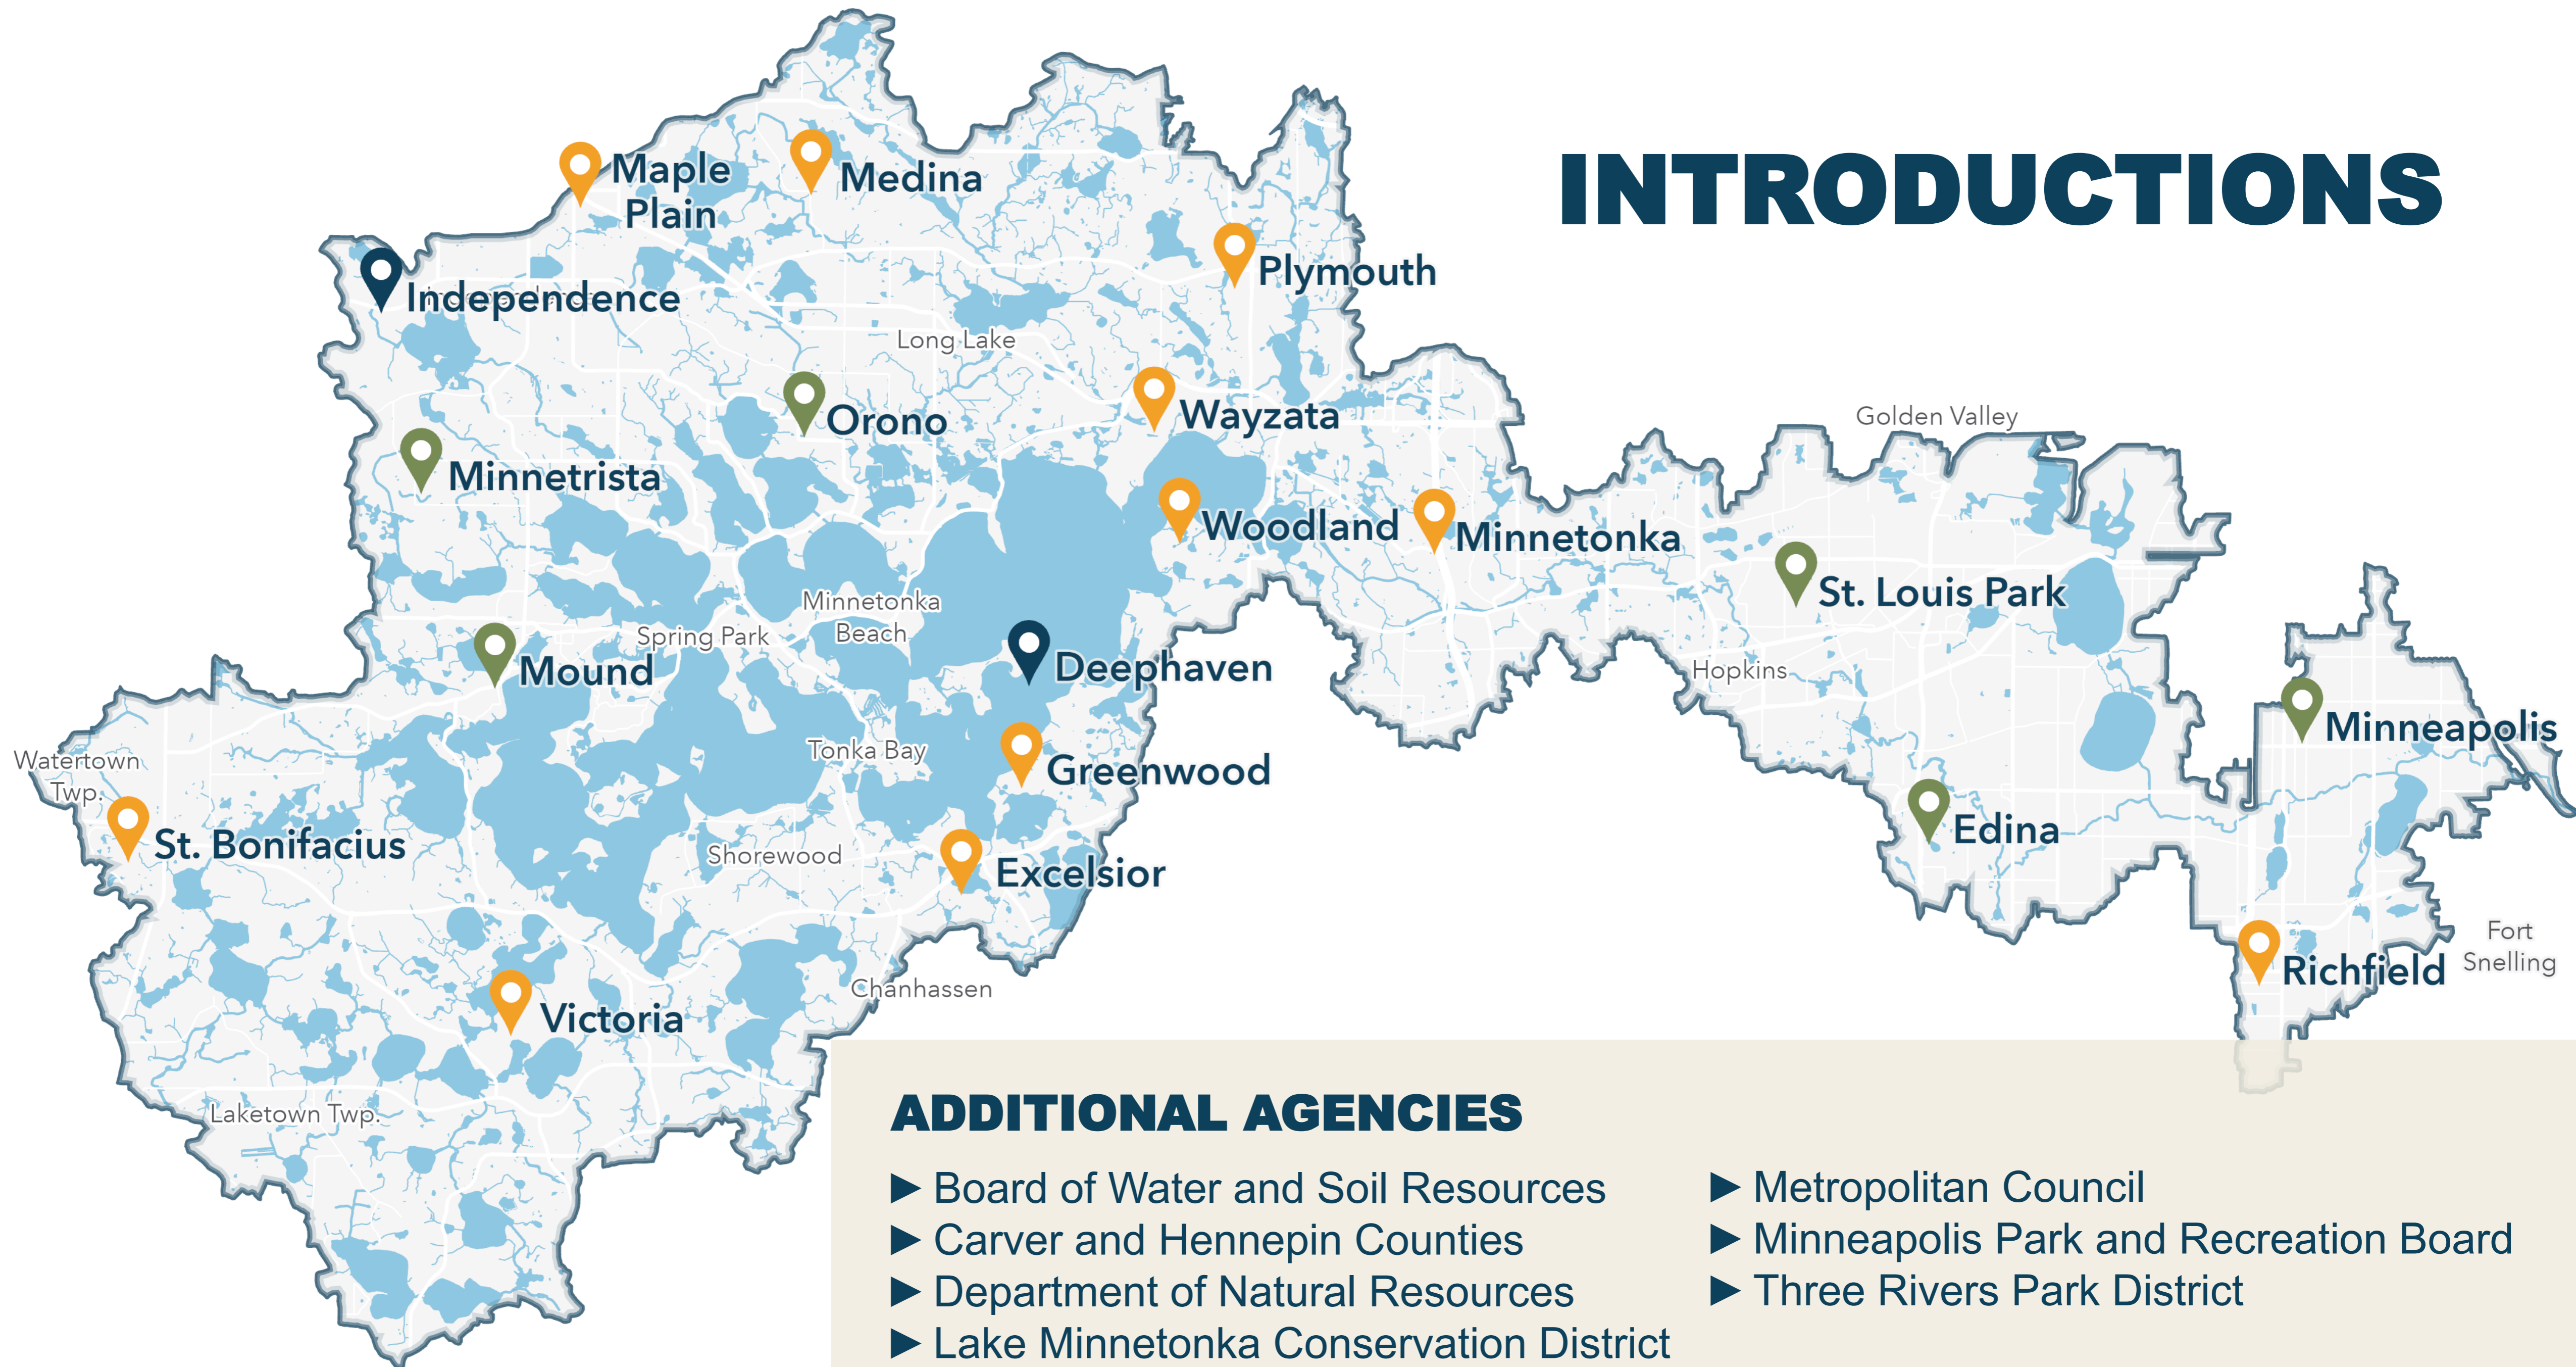 INTRODUCTIONS
Maple
Plain
Medina
Plymouth
Independence
Long Lake
Orono
Wayzata
Golden Valley
Minnetrista
Woodland
Minnetonka
St. Louis Park
Minnetonka
Beach
Spring Park
Mound
Deephaven
Hopkins
Minneapolis
Watertown
Twp.
Tonka Bay
Greenwood
St. Bonifacius
Shorewood
Excelsior
Edina
Fort
Snelling
Richfield
Chanhassen
Victoria
Laketown Twp.
ADDITIONAL AGENCIES
► Board of Water and Soil Resources
► Carver and Hennepin Counties
► Department of Natural Resources
► Lake Minnetonka Conservation District
► Metropolitan Council
► Minneapolis Park and Recreation Board
► Three Rivers Park District